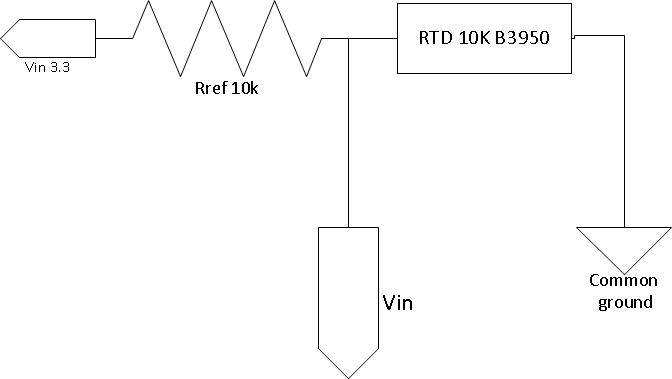 RTD 10K B3950
Vin 3.3
Rref 10k
Vin
Common
ground